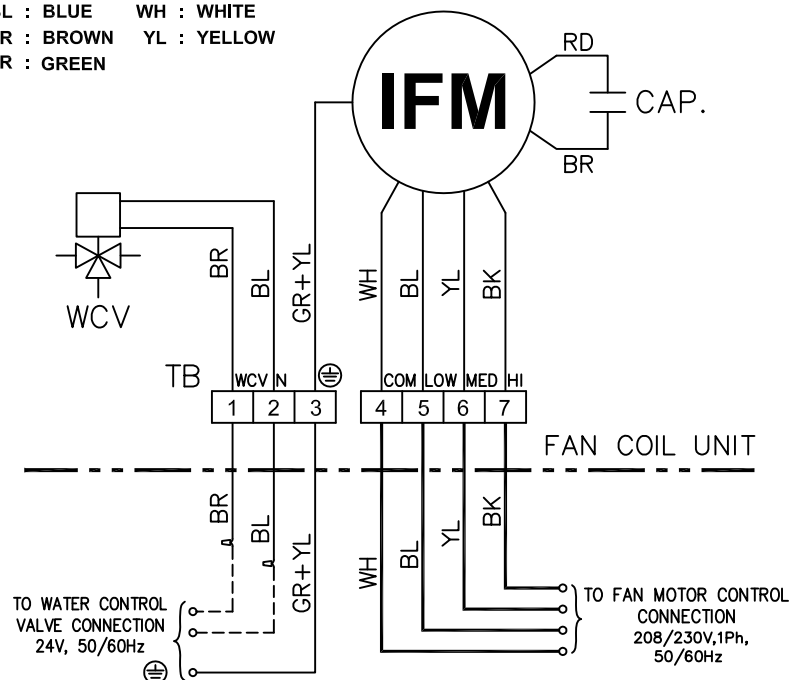 BL : BLUE WH : WHITE
R : BROWN YL : YELLOW
R : GREEN
IFM
RD
CAP.
BR
WCV
BR
BL
GR+YL
WH
BL
YL
BK
TB
WCV N
COM LOW MED HI
1 2 3 4 5 6 7
FAN COIL UNIT
BR
BL
GR+YL
WH
BL
YL
BK
TO WATER CONTROL
VALVE CONNECTION
24V, 50/60Hz
TO FAN MOTOR CONTROL
CONNECTION
208/230V,1Ph,
50/60Hz